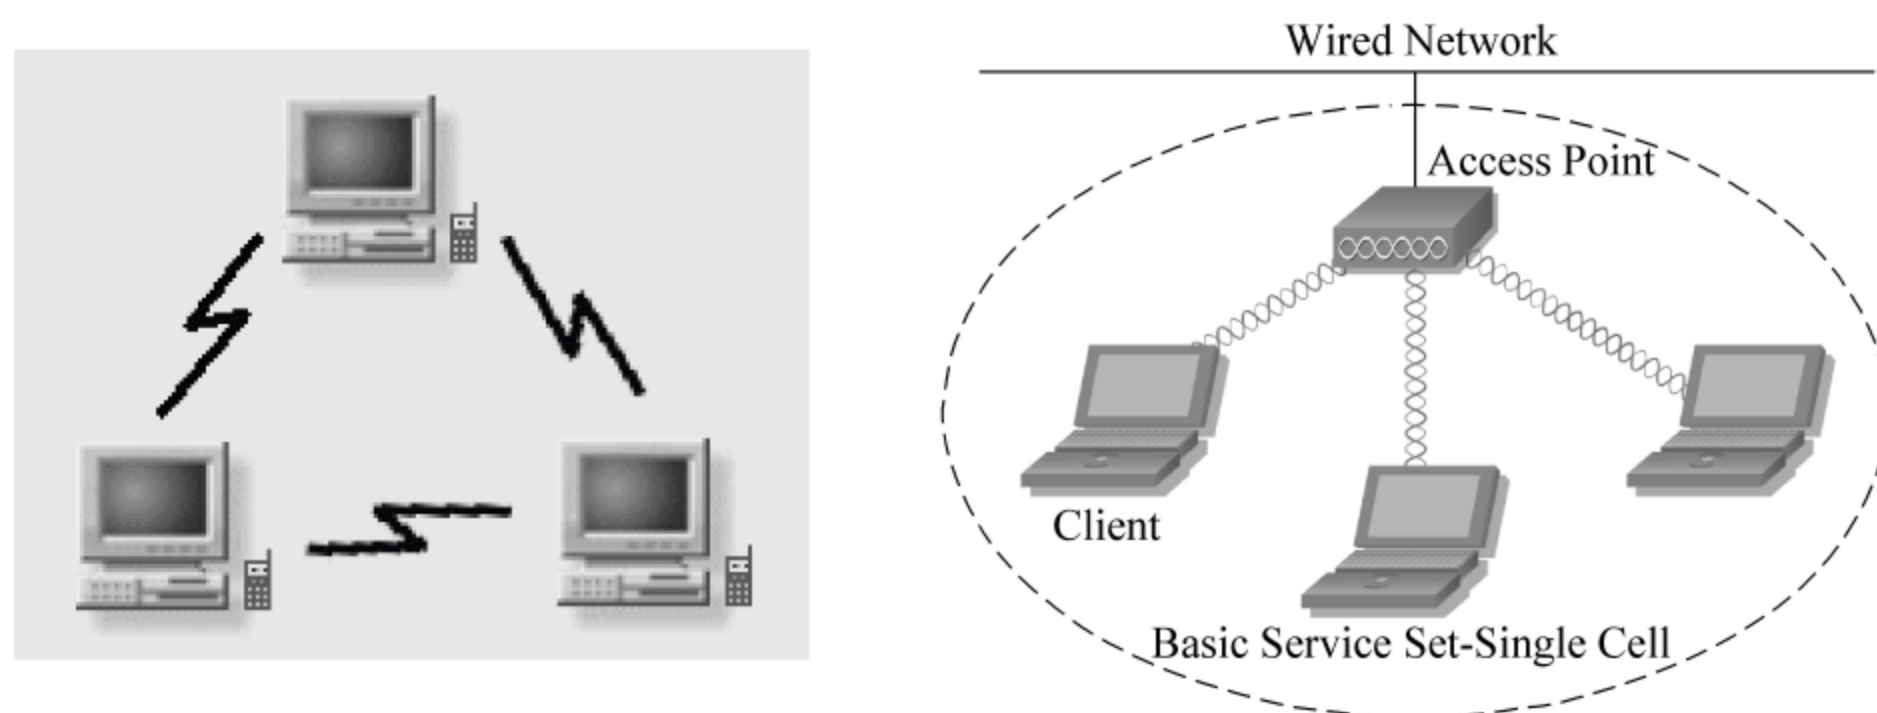 Wired Network
Access Point
Client
Basic Service Set-Single Cell